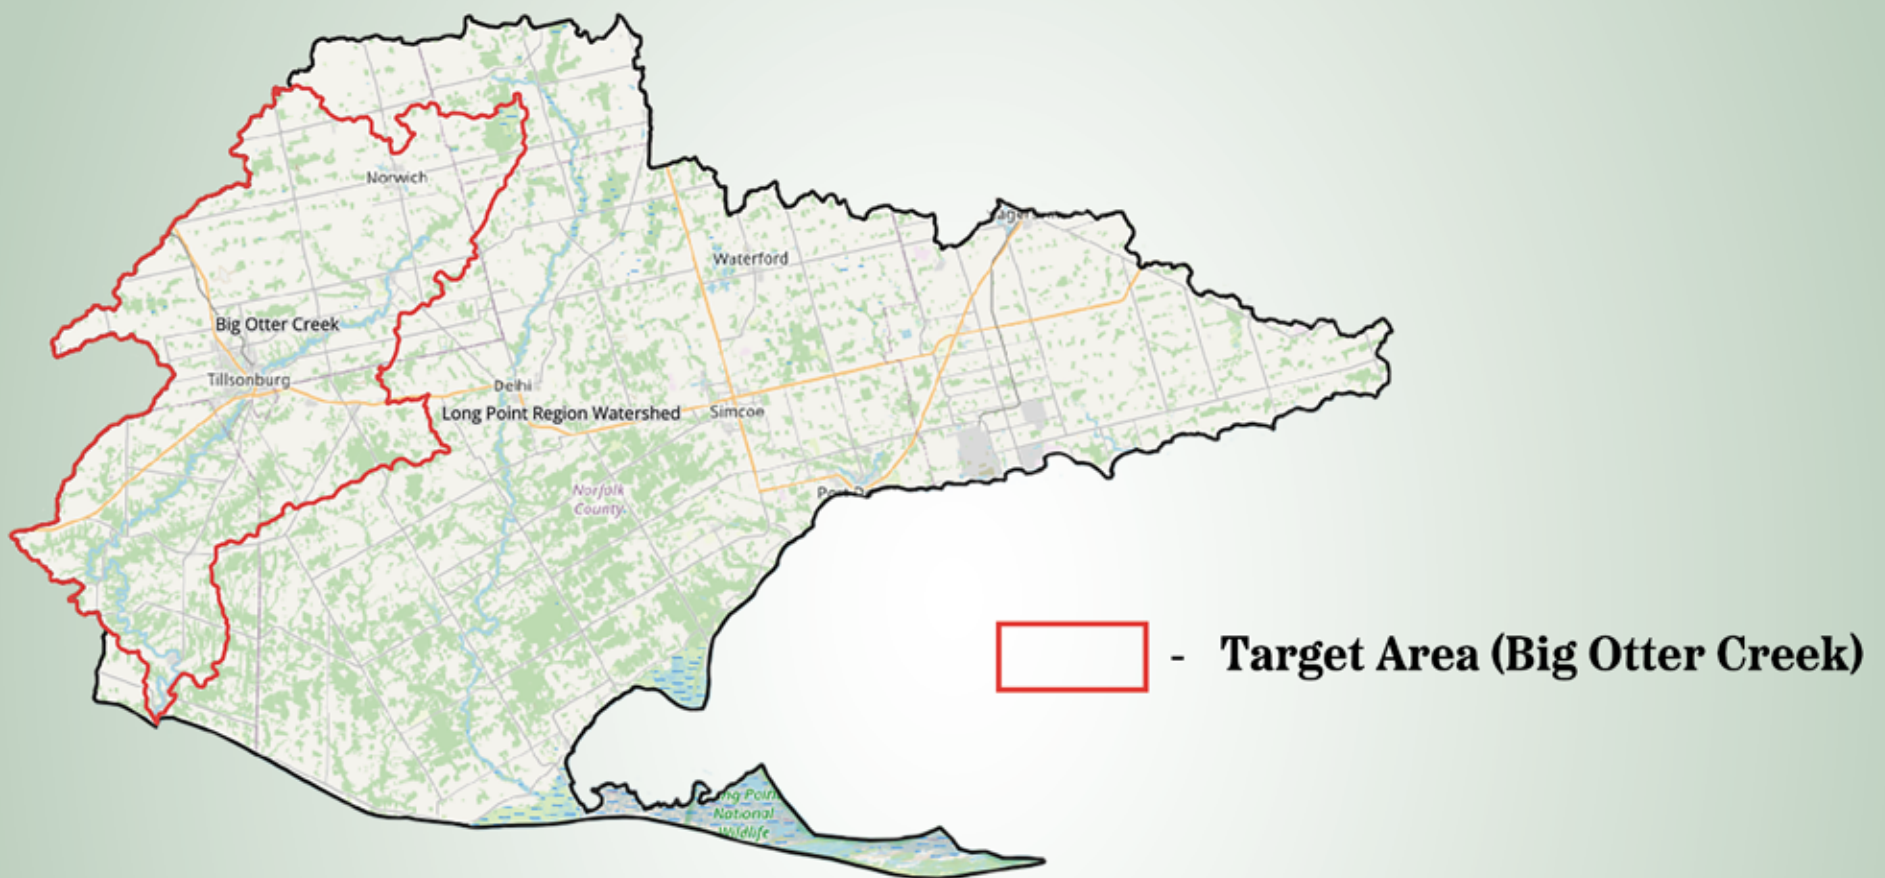 Norwich
Waterford
Big Otter Creek
Tillsonburg
Delhi
Long Point Region Watershed
Simcoe
Norfolk
County
Port
National
Wildlife
- Target Area (Big Otter Creek)